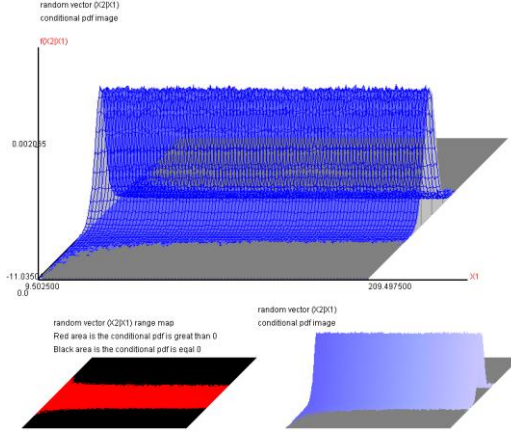 random vector (X2|X1)
conditional pdf image
f(X2|X1)
0.002065
-11.0350
9.502500
209.497500
X1
0.0
random vector (X2|X1) range map
Red area is the conditional pdf is great than 0
Black area is the conditional pdf is eqal 0
random vector (X2|X1)
conditional pdf image